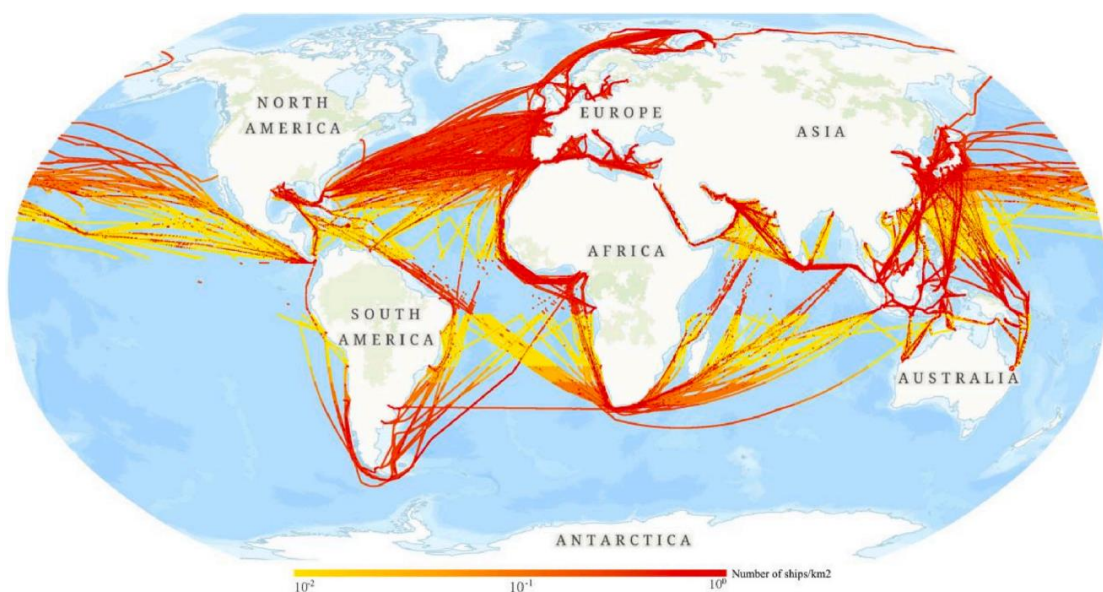 NORTH
AMERICA
EUROPE
ASIA
AFRICA
SOUTH
AMERICA
AUSTRALIA
ANTARCTICA
Number of ships/km2
10⁻² 10⁻¹ 10⁰